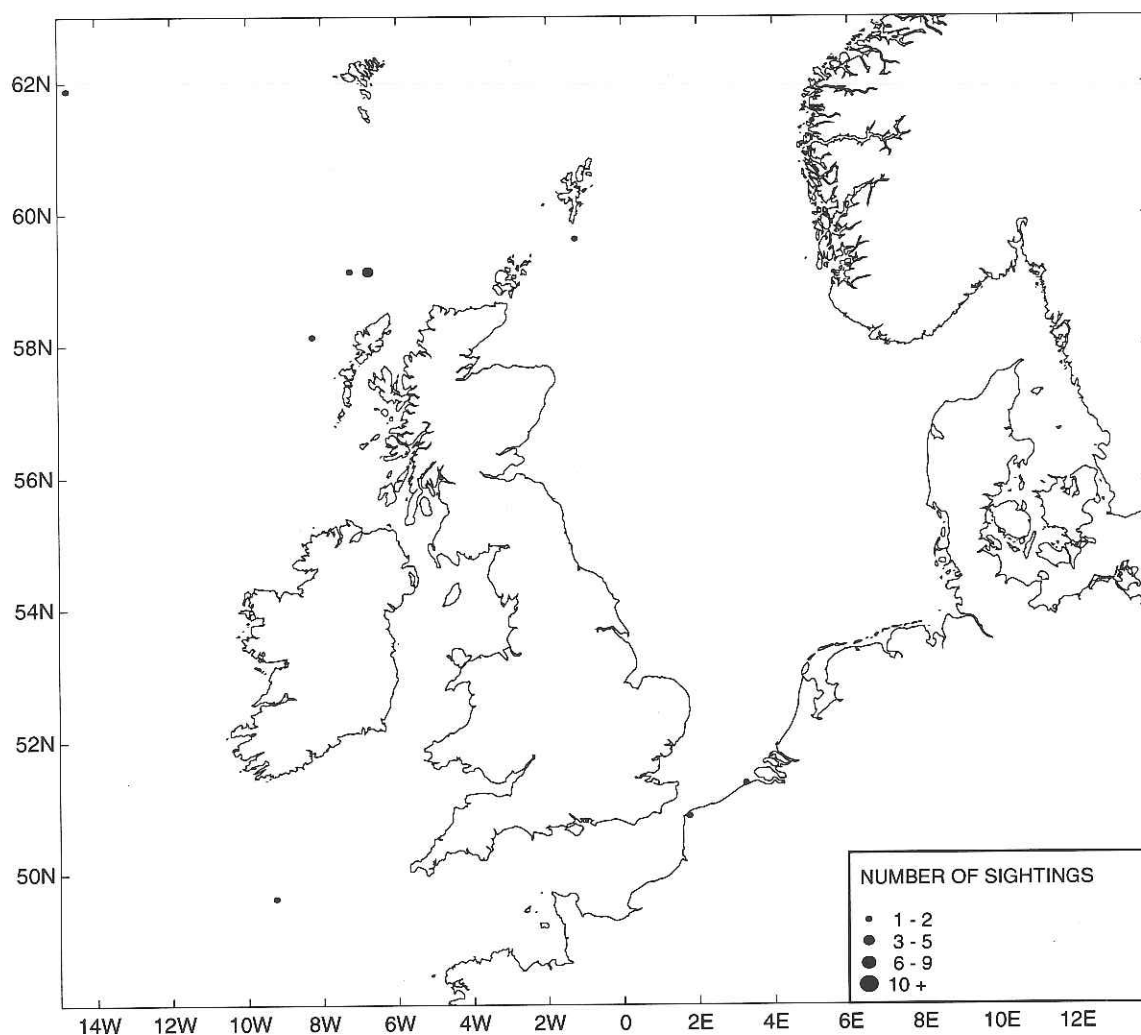 62N
60N
58N
56N
54N
52N
50N
14W 12W 10W 8W 6W 4W 2W 0 2E 4E 6E 8E 10E 12E
NUMBER OF SIGHTINGS
1 - 2
3 - 5
6 - 9
10 +